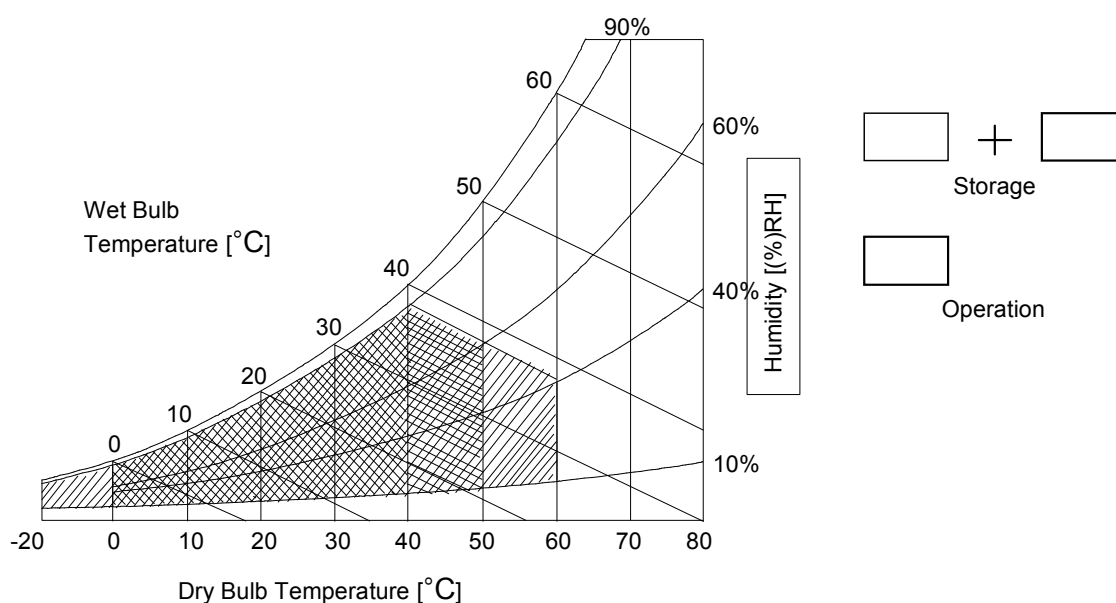 90%
60
60%
50
Storage
Wet Bulb
Temperature [°C]
40
40%
Humidity [(%)RH]
Operation
30
20
10
0
10%
-20 0 10 20 30 40 50 60 70 80
Dry Bulb Temperature [°C]